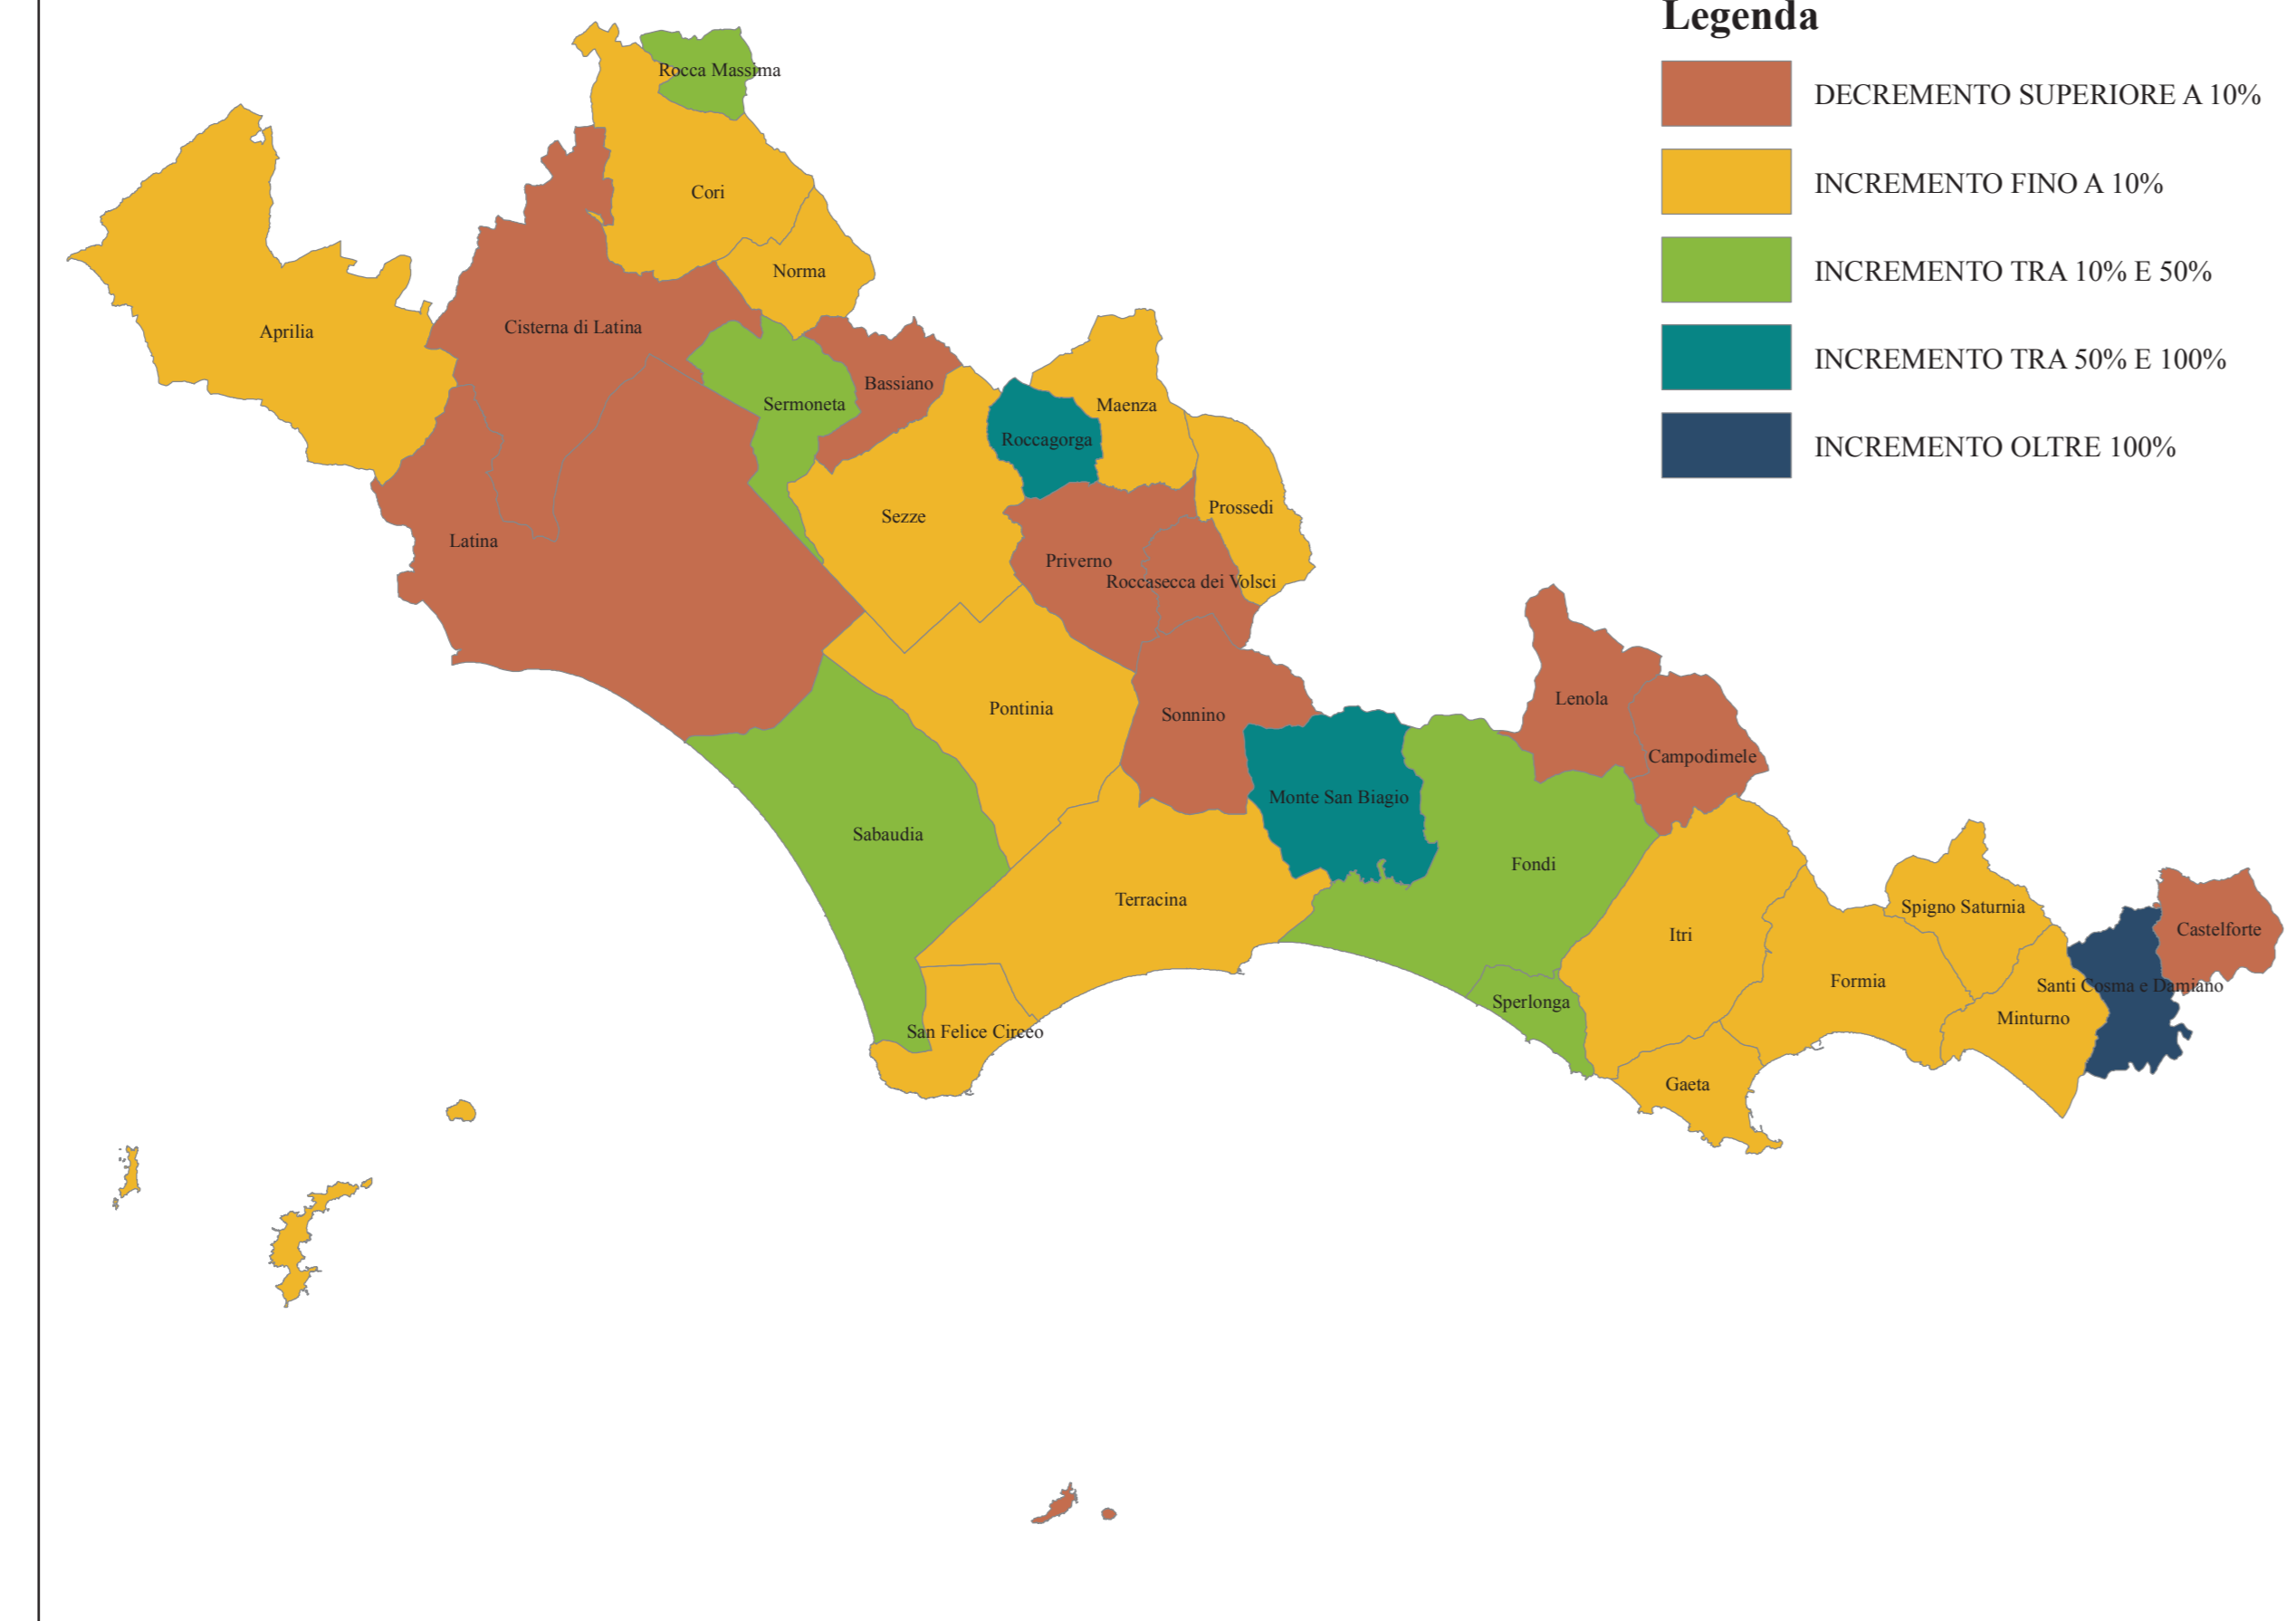 Legenda
DECREMENTO SUPERIORE A 10%
INCREMENTO FINO A 10%
INCREMENTO TRA 10% E 50%
INCREMENTO TRA 50% E 100%
INCREMENTO OLTRE 100%
Rocca Massima
Cori
Norma
Aprilia
Cisterna di Latina
Bassiano
Sermoneta
Maenza
Roccagorga
Prossedi
Sezze
Latina
Priverno
Roccasecca dei Volsci
Lenola
Pontinia
Sonnino
Campodimele
Monte San Biagio
Sabaudia
Fondi
Terracina
Spigno Saturnia
Castelforte
Itri
Formia
Santi Cosma e Damiano
Sperlonga
Minturno
San Felice Circeo
Gaeta